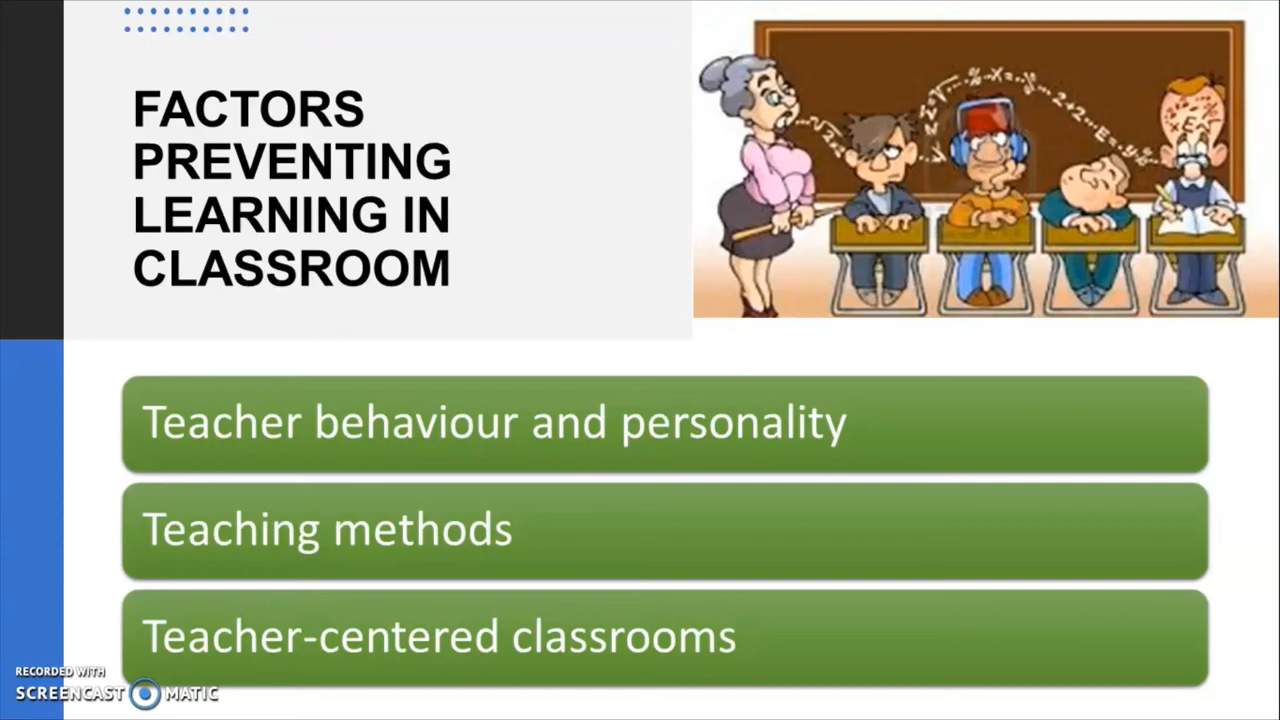 FACTORS
PREVENTING
LEARNING IN
CLASSROOM
Teacher behaviour and personality
Teaching methods
Teacher-centered classrooms
RECORDED WITH
SCREENCAST MATIC